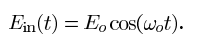 E_in(t) = E_o cos(ω_o t).